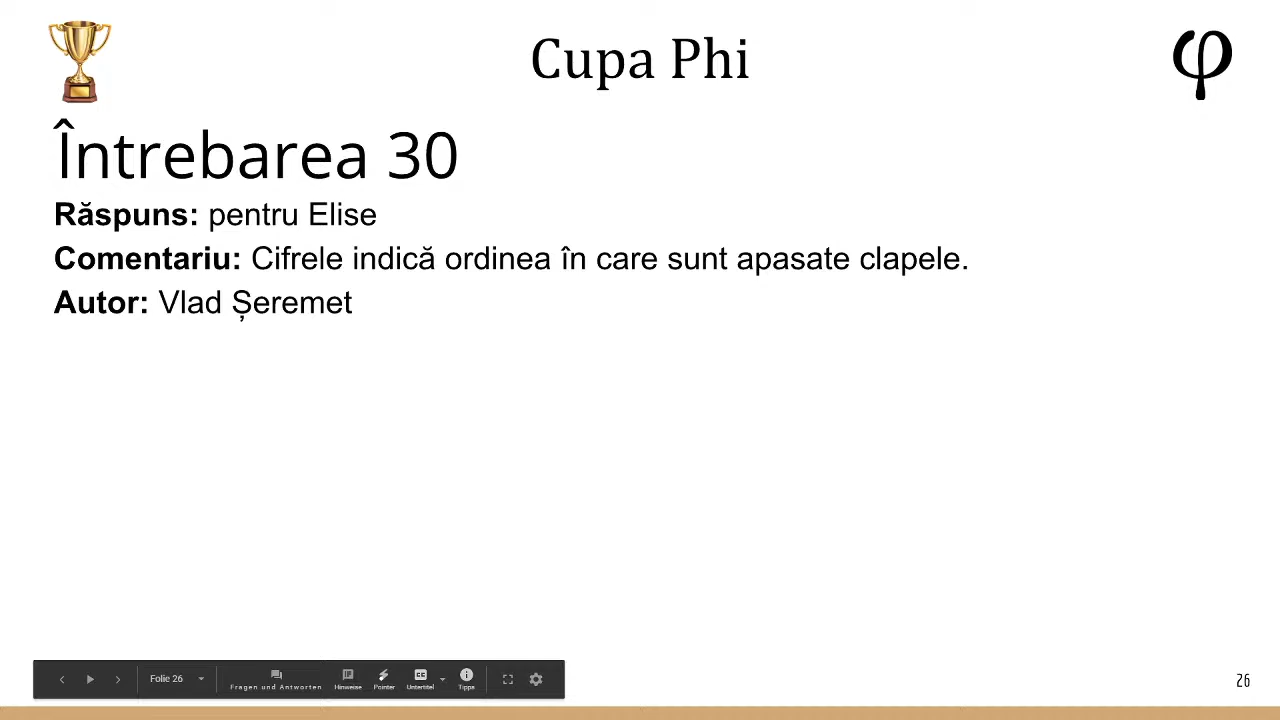 Cupa Phi
φ
Întrebarea 30
Răspuns: pentru Elise
Comentariu: Cifrele indică ordinea în care sunt apasate clapele.
Autor: Vlad Șeremet
Folie 26
Fragen und Antworten
Hinweise
Pointer
CC
Untertitel
Tipps
26